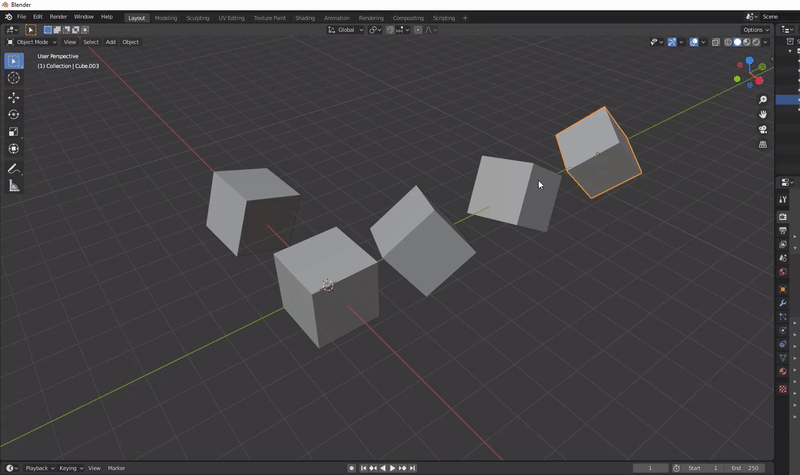 Blender
File Edit Render Window Help Layout Modeling Sculpting UV Editing Texture Paint Shading Animation Rendering Compositing Scripting + Scene
Global Options
Object Mode View Select Add Object
User Perspective
(1) Collection | Cube.003
Playback Keying View Marker 1 Start 1 End 250